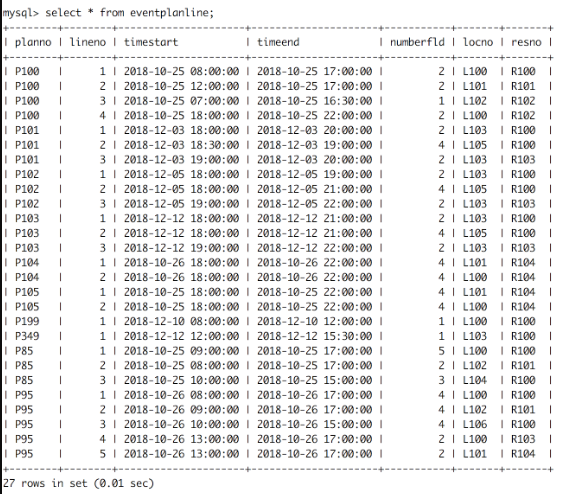 mysql> select * from eventplanline;
+--------+--------+---------------------+---------------------+-----------+-------+-------+
| planno | lineno | timestart | timeend | numberfld | locno | resno |
+--------+--------+---------------------+---------------------+-----------+-------+-------+
| P100 | 1 | 2018-10-25 08:00:00 | 2018-10-25 17:00:00 | 2 | L100 | R100 |
| P100 | 2 | 2018-10-25 12:00:00 | 2018-10-25 17:00:00 | 2 | L101 | R101 |
| P100 | 3 | 2018-10-25 07:00:00 | 2018-10-25 16:30:00 | 1 | L102 | R102 |
| P100 | 4 | 2018-10-25 18:00:00 | 2018-10-25 22:00:00 | 2 | L100 | R102 |
| P101 | 1 | 2018-12-03 18:00:00 | 2018-12-03 20:00:00 | 2 | L103 | R100 |
| P101 | 2 | 2018-12-03 18:30:00 | 2018-12-03 19:00:00 | 4 | L105 | R100 |
| P101 | 3 | 2018-12-03 19:00:00 | 2018-12-03 20:00:00 | 2 | L103 | R103 |
| P102 | 1 | 2018-12-05 18:00:00 | 2018-12-05 19:00:00 | 2 | L103 | R100 |
| P102 | 2 | 2018-12-05 18:00:00 | 2018-12-05 21:00:00 | 4 | L105 | R100 |
| P102 | 3 | 2018-12-05 19:00:00 | 2018-12-05 22:00:00 | 2 | L103 | R103 |
| P103 | 1 | 2018-12-12 18:00:00 | 2018-12-12 21:00:00 | 2 | L103 | R100 |
| P103 | 2 | 2018-12-12 18:00:00 | 2018-12-12 21:00:00 | 4 | L105 | R100 |
| P103 | 3 | 2018-12-12 19:00:00 | 2018-12-12 22:00:00 | 2 | L103 | R103 |
| P104 | 1 | 2018-10-26 18:00:00 | 2018-10-26 22:00:00 | 4 | L101 | R104 |
| P104 | 2 | 2018-10-26 18:00:00 | 2018-10-26 22:00:00 | 4 | L100 | R104 |
| P105 | 1 | 2018-10-25 18:00:00 | 2018-10-25 22:00:00 | 4 | L101 | R104 |
| P105 | 2 | 2018-10-25 18:00:00 | 2018-10-25 22:00:00 | 4 | L100 | R104 |
| P199 | 1 | 2018-12-10 08:00:00 | 2018-12-10 12:00:00 | 1 | L100 | R100 |
| P349 | 1 | 2018-12-12 12:00:00 | 2018-12-12 15:30:00 | 1 | L103 | R100 |
| P85 | 1 | 2018-10-25 09:00:00 | 2018-10-25 17:00:00 | 5 | L100 | R100 |
| P85 | 2 | 2018-10-25 08:00:00 | 2018-10-25 17:00:00 | 2 | L102 | R101 |
| P85 | 3 | 2018-10-25 10:00:00 | 2018-10-25 15:00:00 | 3 | L104 | R100 |
| P95 | 1 | 2018-10-26 08:00:00 | 2018-10-26 17:00:00 | 4 | L100 | R100 |
| P95 | 2 | 2018-10-26 09:00:00 | 2018-10-26 17:00:00 | 4 | L102 | R101 |
| P95 | 3 | 2018-10-26 10:00:00 | 2018-10-26 15:00:00 | 4 | L106 | R100 |
| P95 | 4 | 2018-10-26 13:00:00 | 2018-10-26 17:00:00 | 2 | L100 | R103 |
| P95 | 5 | 2018-10-26 13:00:00 | 2018-10-26 17:00:00 | 2 | L101 | R104 |
+--------+--------+---------------------+---------------------+-----------+-------+-------+
27 rows in set (0.01 sec)